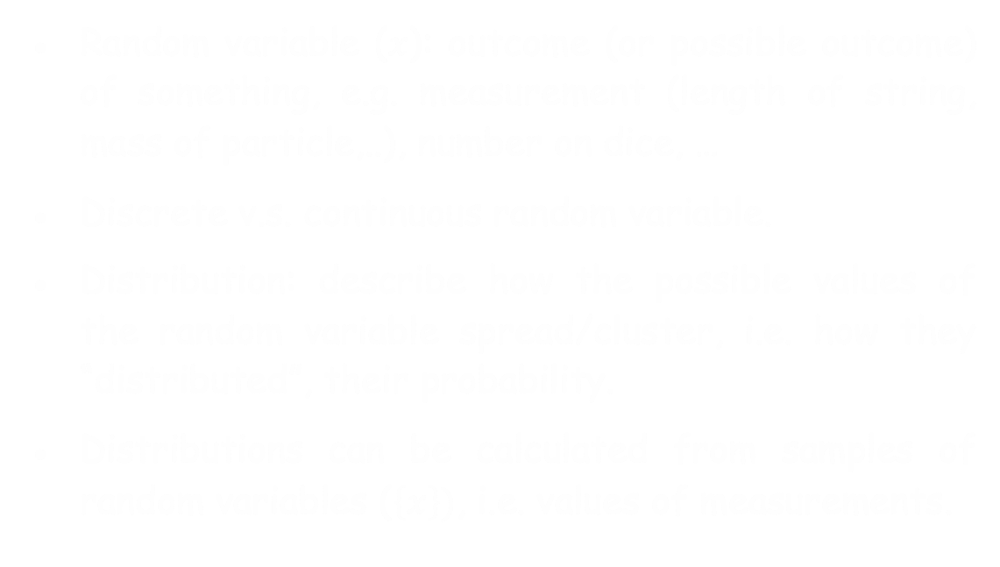 • Random variable (x): outcome (or possible outcome)
of something, e.g. measurement (length of string,
mass of particle, ), number on dice,
• Discrete v.s. continuous random variable.
• Distribution: describe how the possible values of
the random variable spread/cluster, i.e. how they
"distributed", their probability
• Distributions can be calculated from samples of
random variables i.e. values of measurements